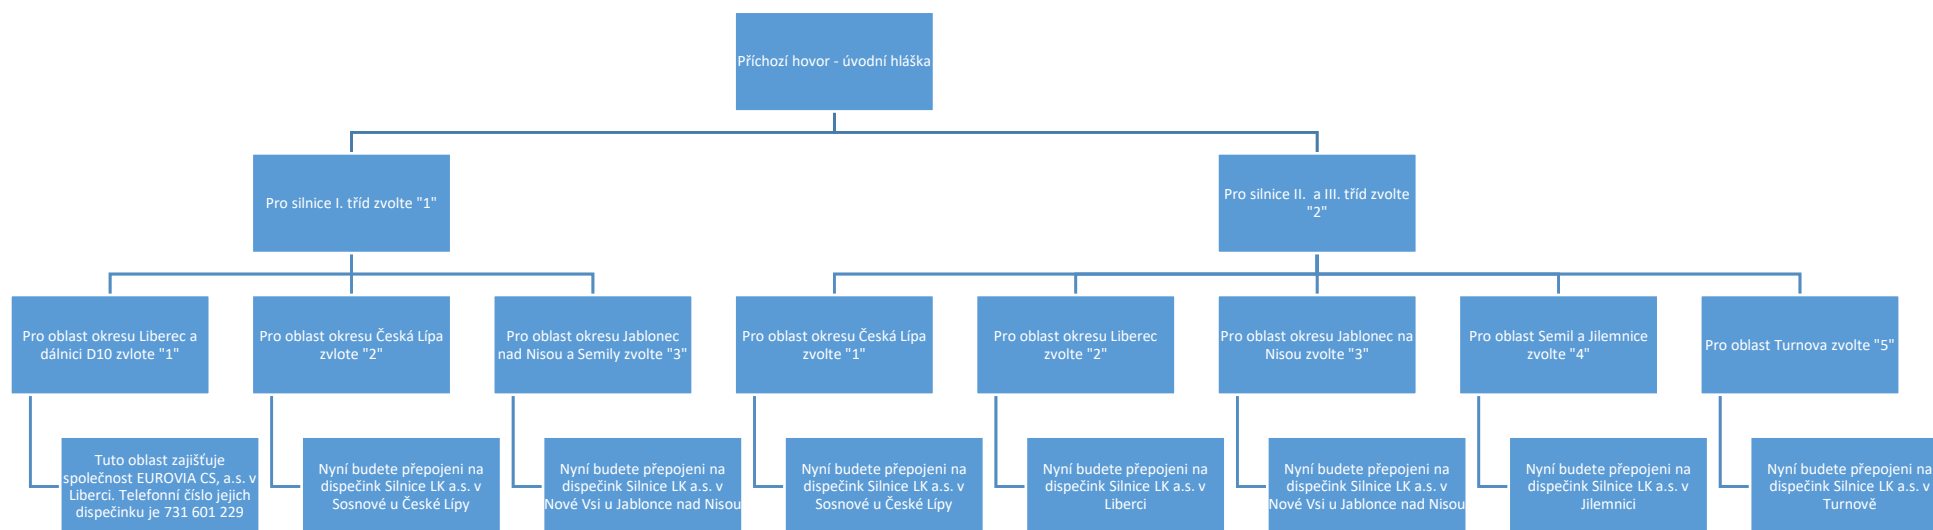 Příchozí hovor - úvodní hláška
Pro silnice I. tříd zvolte "1"
Pro silnice II.  a III. tříd zvolte
"2"
Pro oblast okresu Liberec a
dálnici D10 zvlote "1"
Pro oblast okresu Česká Lípa
zvlote "2"
Pro oblast okresu Jablonec
nad Nisou a Semily zvolte "3"
Pro oblast okresu Česká Lípa
zvolte "1"
Pro oblast okresu Liberec
zvolte "2"
Pro oblast okresu Jablonec na
Nisou zvolte "3"
Pro oblast Semil a Jilemnice
zvolte "4"
Pro oblast Turnova zvolte "5"
Tuto oblast zajišťuje
společnost EUROVIA CS, a.s. v
Liberci. Telefonní číslo jejich
dispečinku je 731 601 229
Nyní budete přepojeni na
dispečink Silnice LK a.s. v
Sosnové u České Lípy
Nyní budete přepojeni na
dispečink Silnice LK a.s. v
Nové Vsi u Jablonce nad Nisou
Nyní budete přepojeni na
dispečink Silnice LK a.s. v
Sosnové u České Lípy
Nyní budete přepojeni na
dispečink Silnice LK a.s. v
Liberci
Nyní budete přepojeni na
dispečink Silnice LK a.s. v
Nové Vsi u Jablonce nad Nisou
Nyní budete přepojeni na
dispečink Silnice LK a.s. v
Jilemnici
Nyní budete přepojeni na
dispečink Silnice LK a.s. v
Turnově